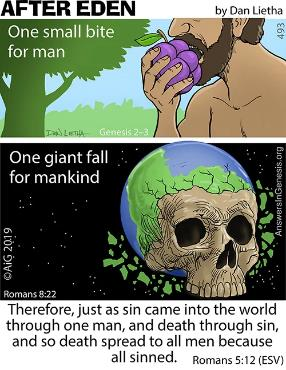 AFTER EDEN
by Dan Lietha
One small bite
for man
493
DAN LIETHA
Genesis 2–3
One giant fall
for mankind
AnswersInGenesis.org
©AiG 2019
Romans 8:22
Therefore, just as sin came into the world
through one man, and death through sin,
and so death spread to all men because
all sinned.
Romans 5:12 (ESV)